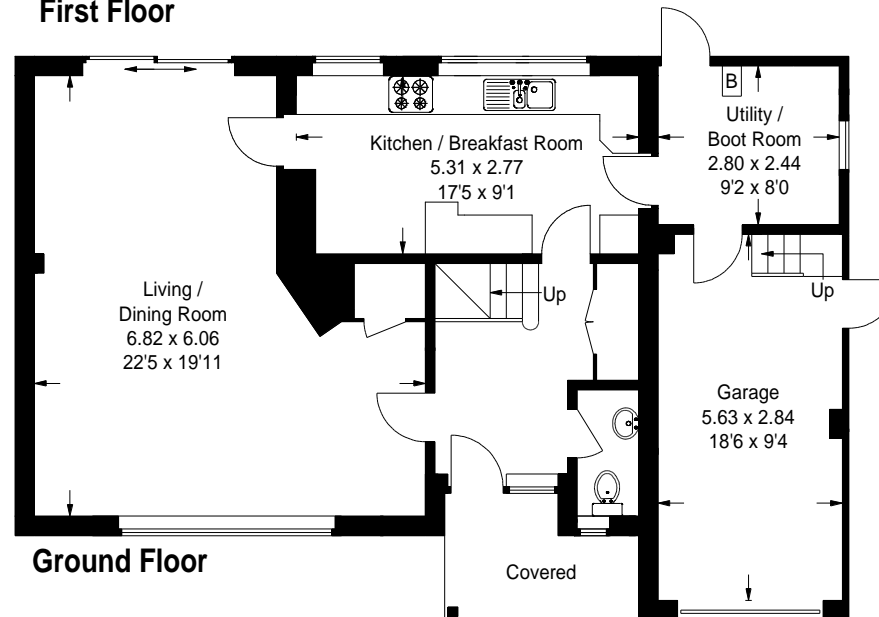 First Floor
B
Utility /
Boot Room
2.80 x 2.44
9'2 x 8'0
Kitchen / Breakfast Room
5.31 x 2.77
17'5 x 9'1
Living /
Dining Room
6.82 x 6.06
22'5 x 19'11
Up
Up
Garage
5.63 x 2.84
18'6 x 9'4
Ground Floor
Covered